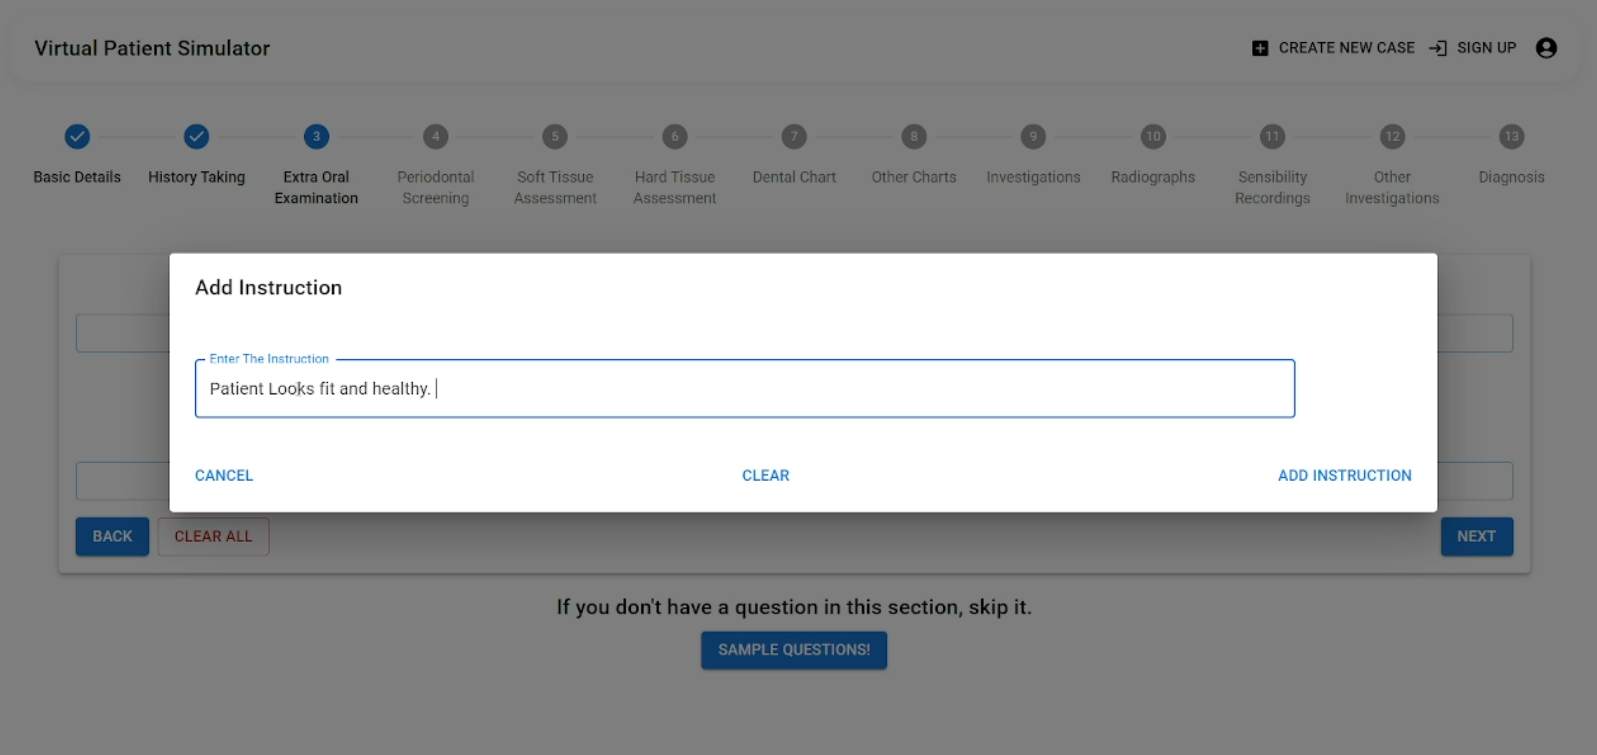 Virtual Patient Simulator
CREATE NEW CASE SIGN UP
3 4 5 6 7 8 9 10 11 12 13
Basic Details History Taking Extra Oral Examination Periodontal Screening Soft Tissue Assessment Hard Tissue Assessment Dental Chart Other Charts Investigations Radiographs Sensibility Recordings Other Investigations Diagnosis
Add Instruction
Enter The Instruction
Patient Looks fit and healthy.
CANCEL CLEAR ADD INSTRUCTION
BACK CLEAR ALL NEXT
If you don't have a question in this section, skip it.
SAMPLE QUESTIONS!